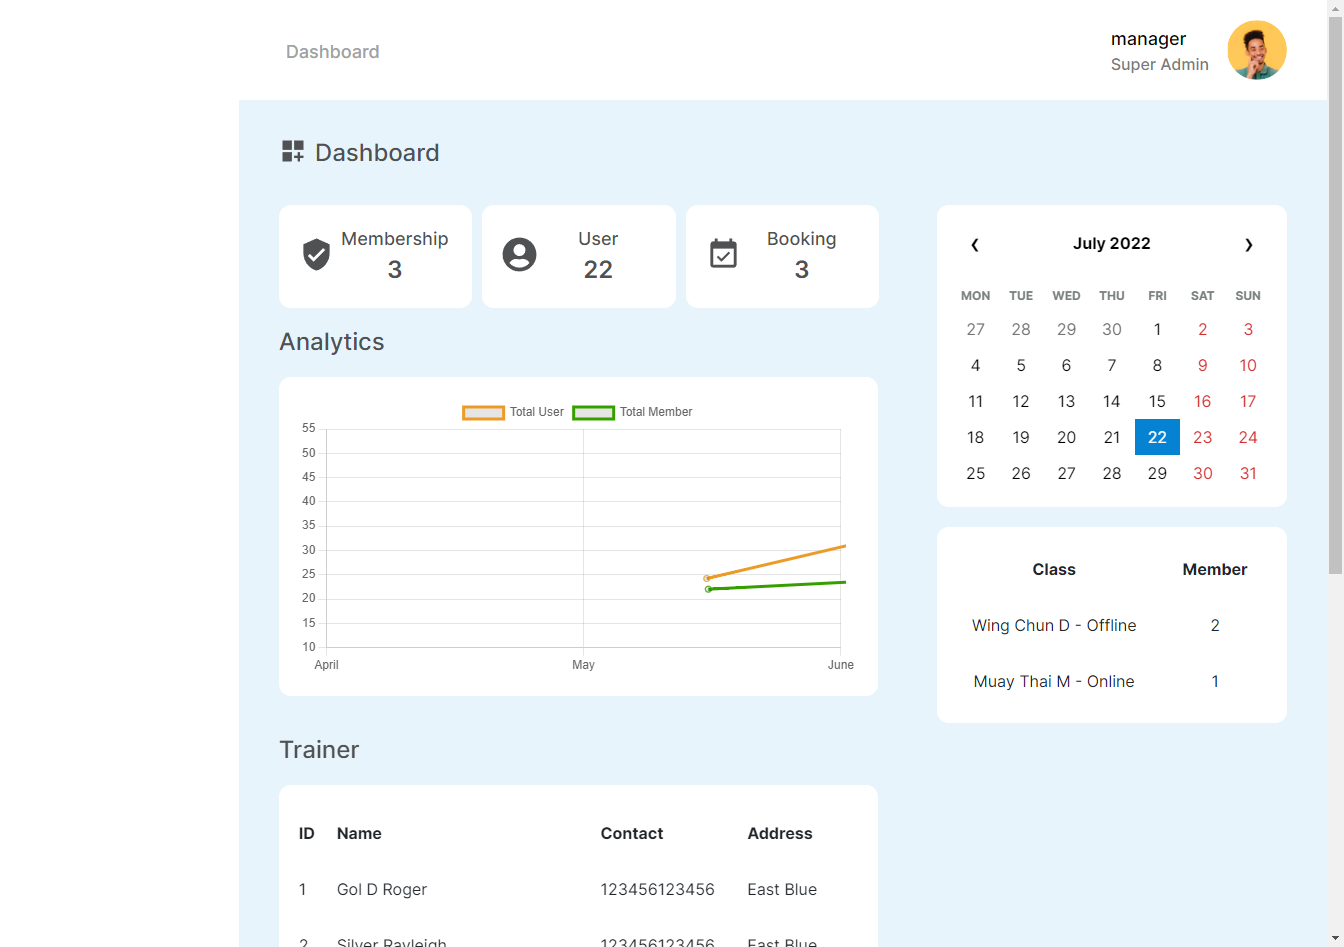 Dashboard
manager
Super Admin
Dashboard
Membership
3
User
22
Booking
3
Analytics
Total User
Total Member
55
50
45
40
35
30
25
20
15
10
April May June
Trainer
ID Name Contact Address
1 Gol D Roger 123456123456 East Blue
2 Silver Rayleigh 123456123456 East Blue
❮ July 2022 ❯
MON TUE WED THU FRI SAT SUN
27 28 29 30 1 2 3
4 5 6 7 8 9 10
11 12 13 14 15 16 17
18 19 20 21 22 23 24
25 26 27 28 29 30 31
Class Member
Wing Chun D - Offline 2
Muay Thai M - Online 1